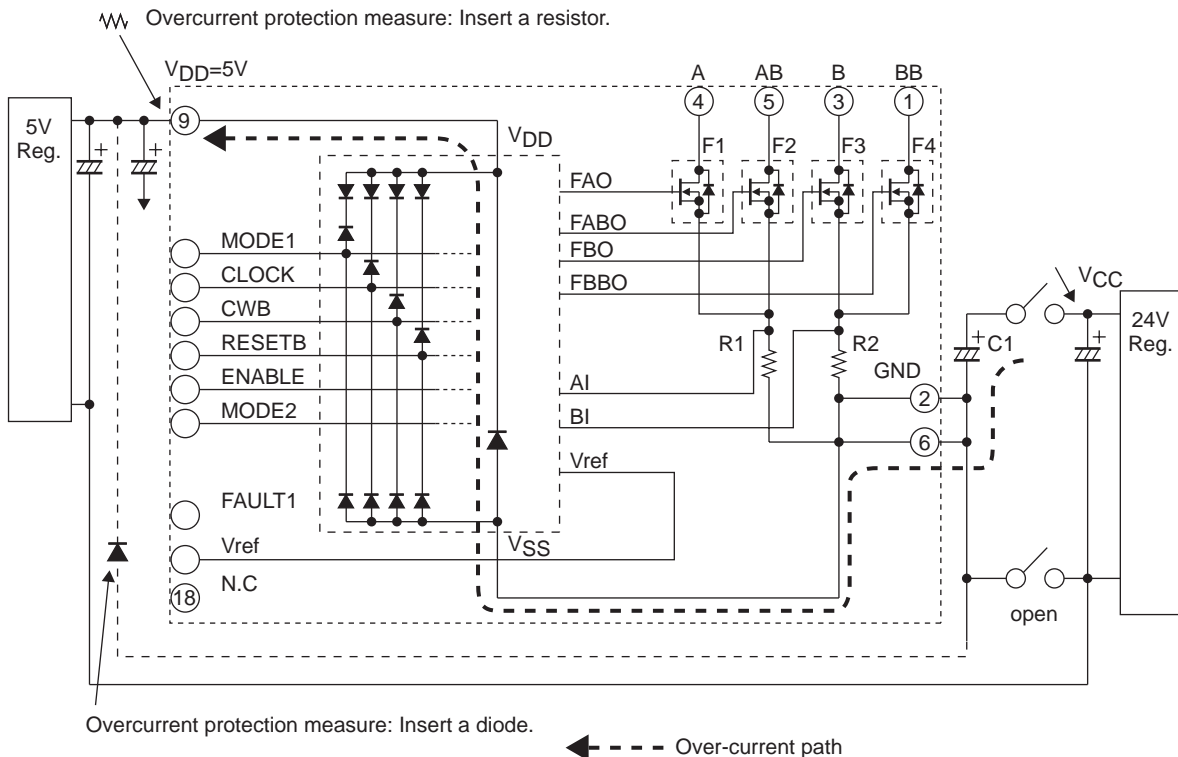 Overcurrent protection measure: Insert a resistor.
VDD=5V
A AB B BB
4 5 3 1
5V
Reg.
+ +
9
VDD
F1 F2 F3 F4
FAO
FABO
FBO
FBBO
MODE1
CLOCK
CWB
RESETB
ENABLE
MODE2
R1 R2
AI
BI
Vref
GND
2
6
+ C1
VCC
+
24V
Reg.
FAULT1
Vref
VSS
N.C
18
open
Overcurrent protection measure: Insert a diode.
Over-current path